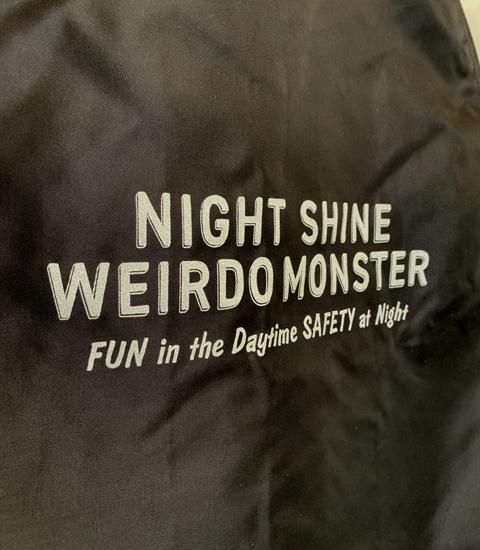 NIGHT SHINE
WEIRDO MONSTER
FUN in the Daytime SAFETY at Night